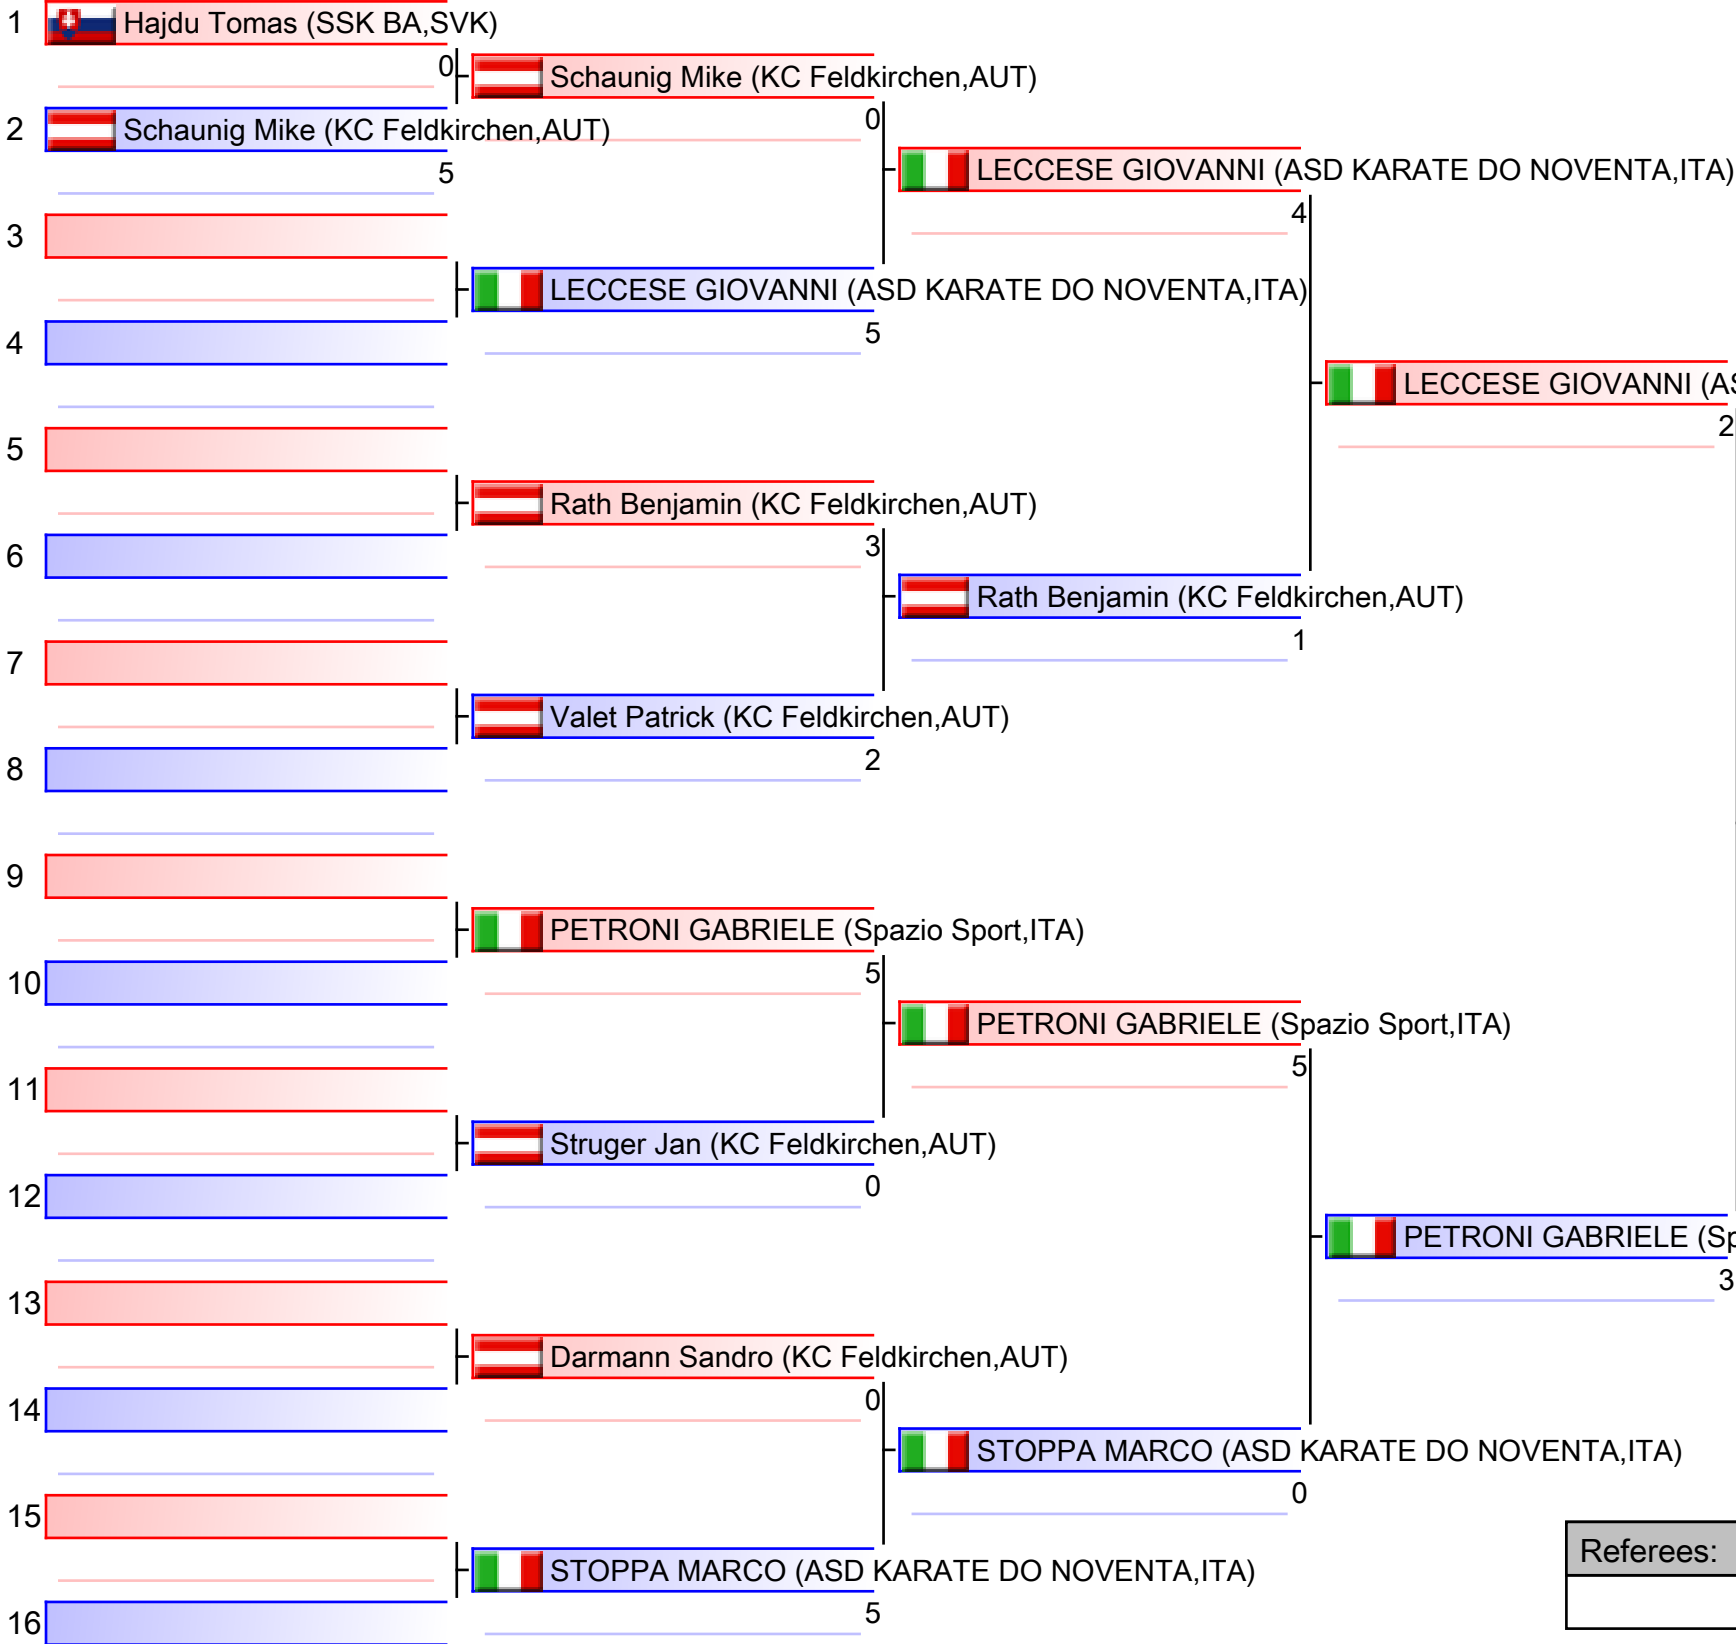 1 Hajdu Tomas (SSK BA,SVK)
0
Schaunig Mike (KC Feldkirchen,AUT)
0
2 Schaunig Mike (KC Feldkirchen,AUT)
5
LECCESE GIOVANNI (ASD KARATE DO NOVENTA,ITA)
4
3
LECCESE GIOVANNI (ASD KARATE DO NOVENTA,ITA)
5
4
LECCESE GIOVANNI (AS
2
5
Rath Benjamin (KC Feldkirchen,AUT)
3
6
Rath Benjamin (KC Feldkirchen,AUT)
1
7
Valet Patrick (KC Feldkirchen,AUT)
2
8
9
PETRONI GABRIELE (Spazio Sport,ITA)
5
10
PETRONI GABRIELE (Spazio Sport,ITA)
5
11
Struger Jan (KC Feldkirchen,AUT)
0
12
PETRONI GABRIELE (Sp
3
13
Darmann Sandro (KC Feldkirchen,AUT)
0
14
STOPPA MARCO (ASD KARATE DO NOVENTA,ITA)
0
15
STOPPA MARCO (ASD KARATE DO NOVENTA,ITA)
5
16
Referees: